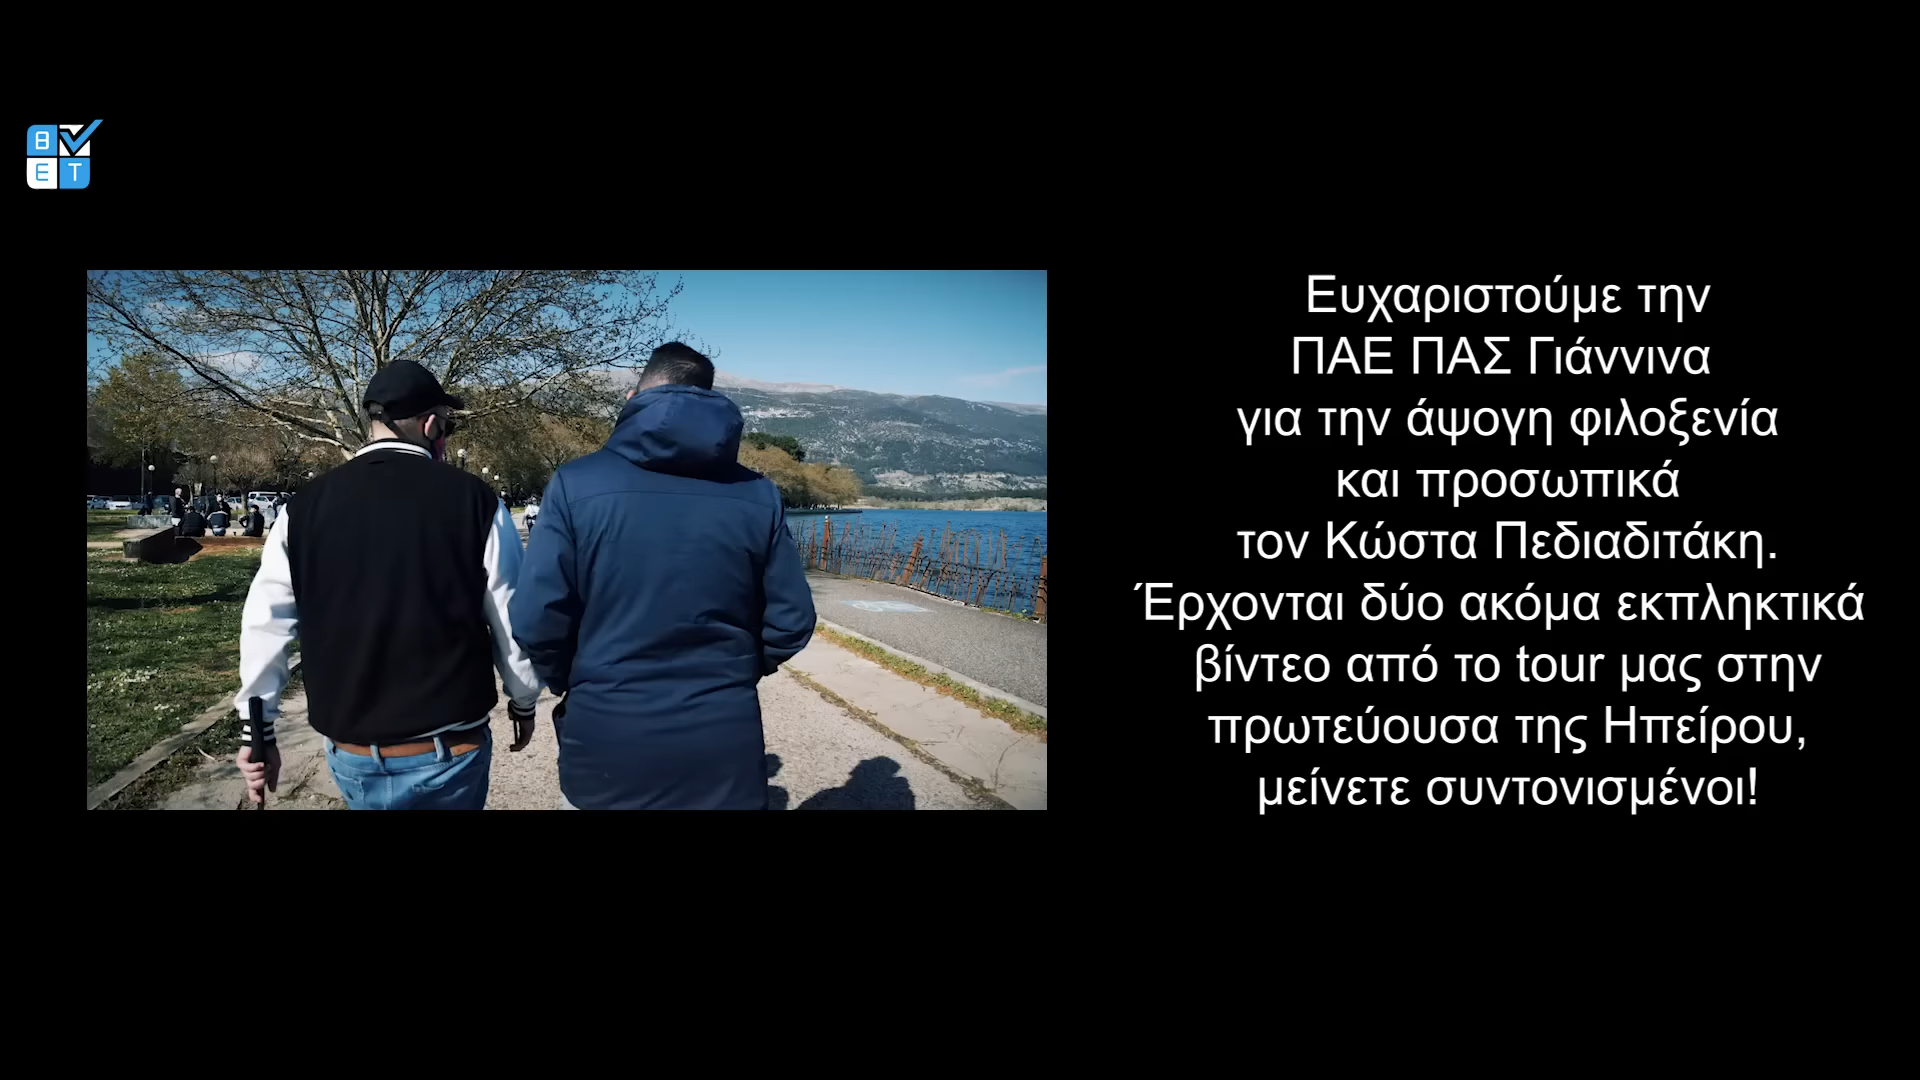 B
E T
Ευχαριστούμε την
ΠΑΕ ΠΑΣ Γιάννινα
για την άψογη φιλοξενία
και προσωπικά
τον Κώστα Πεδιαδιτάκη.
Έρχονται δύο ακόμα εκπληκτικά
βίντεο από το tour μας στην
πρωτεύουσα της Ηπείρου,
μείνετε συντονισμένοι!